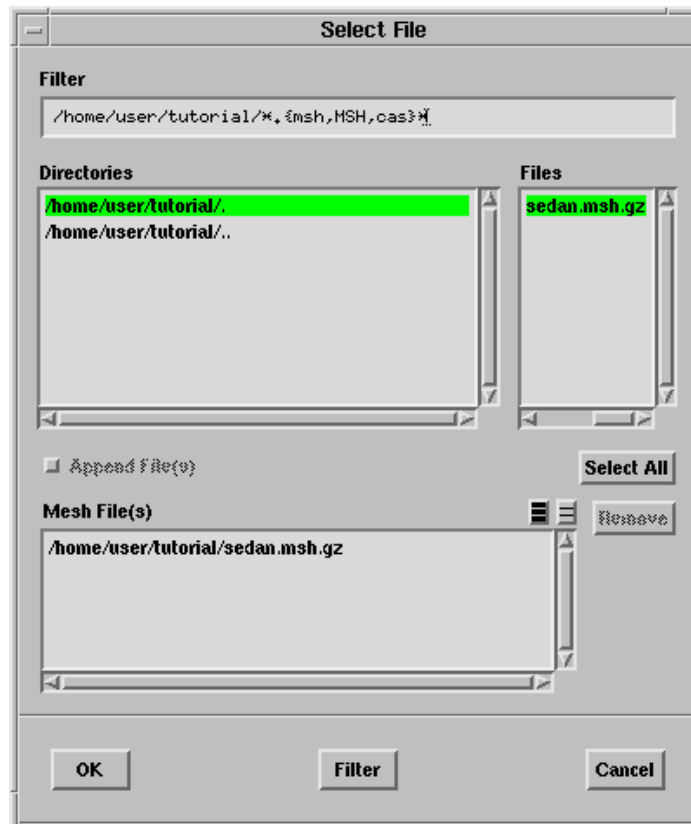 Select File
Filter
/home/user/tutorial/*.{msh,MSH,cas}*
Directories
/home/user/tutorial/.
/home/user/tutorial/..
Files
sedan.msh.gz
Append File(s)
Select All
Mesh File(s)
Remove
/home/user/tutorial/sedan.msh.gz
OK
Filter
Cancel